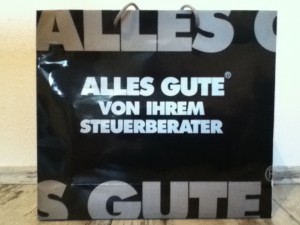 ALLES G
ALLES GUTE®
VON IHREM
STEUERBERATER
S GUTE®